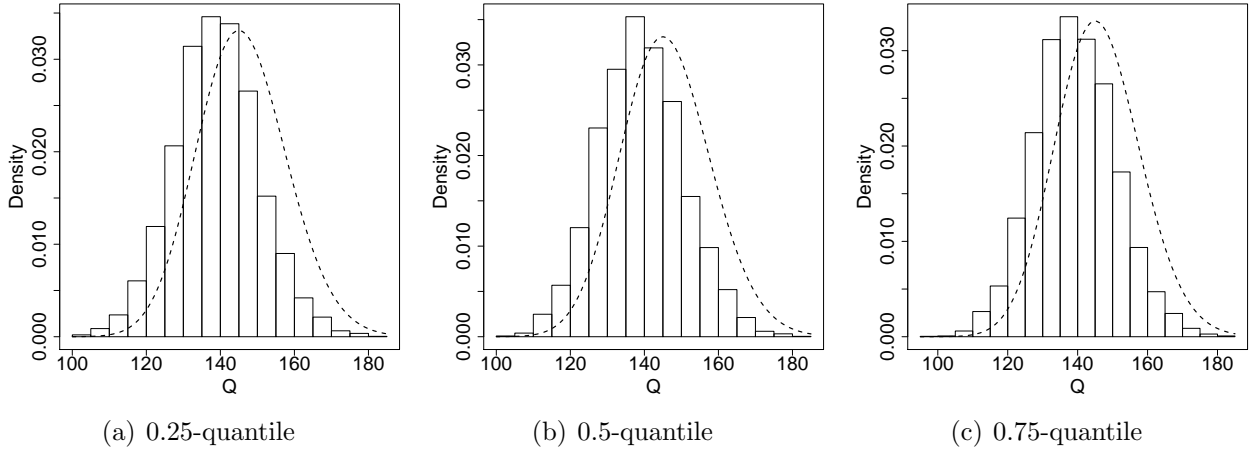 Density
0.000 0.010 0.020 0.030
100 120 140 160 180
Q
(a) 0.25-quantile
Density
0.000 0.010 0.020 0.030
100 120 140 160 180
Q
(b) 0.5-quantile
Density
0.000 0.010 0.020 0.030
100 120 140 160 180
Q
(c) 0.75-quantile